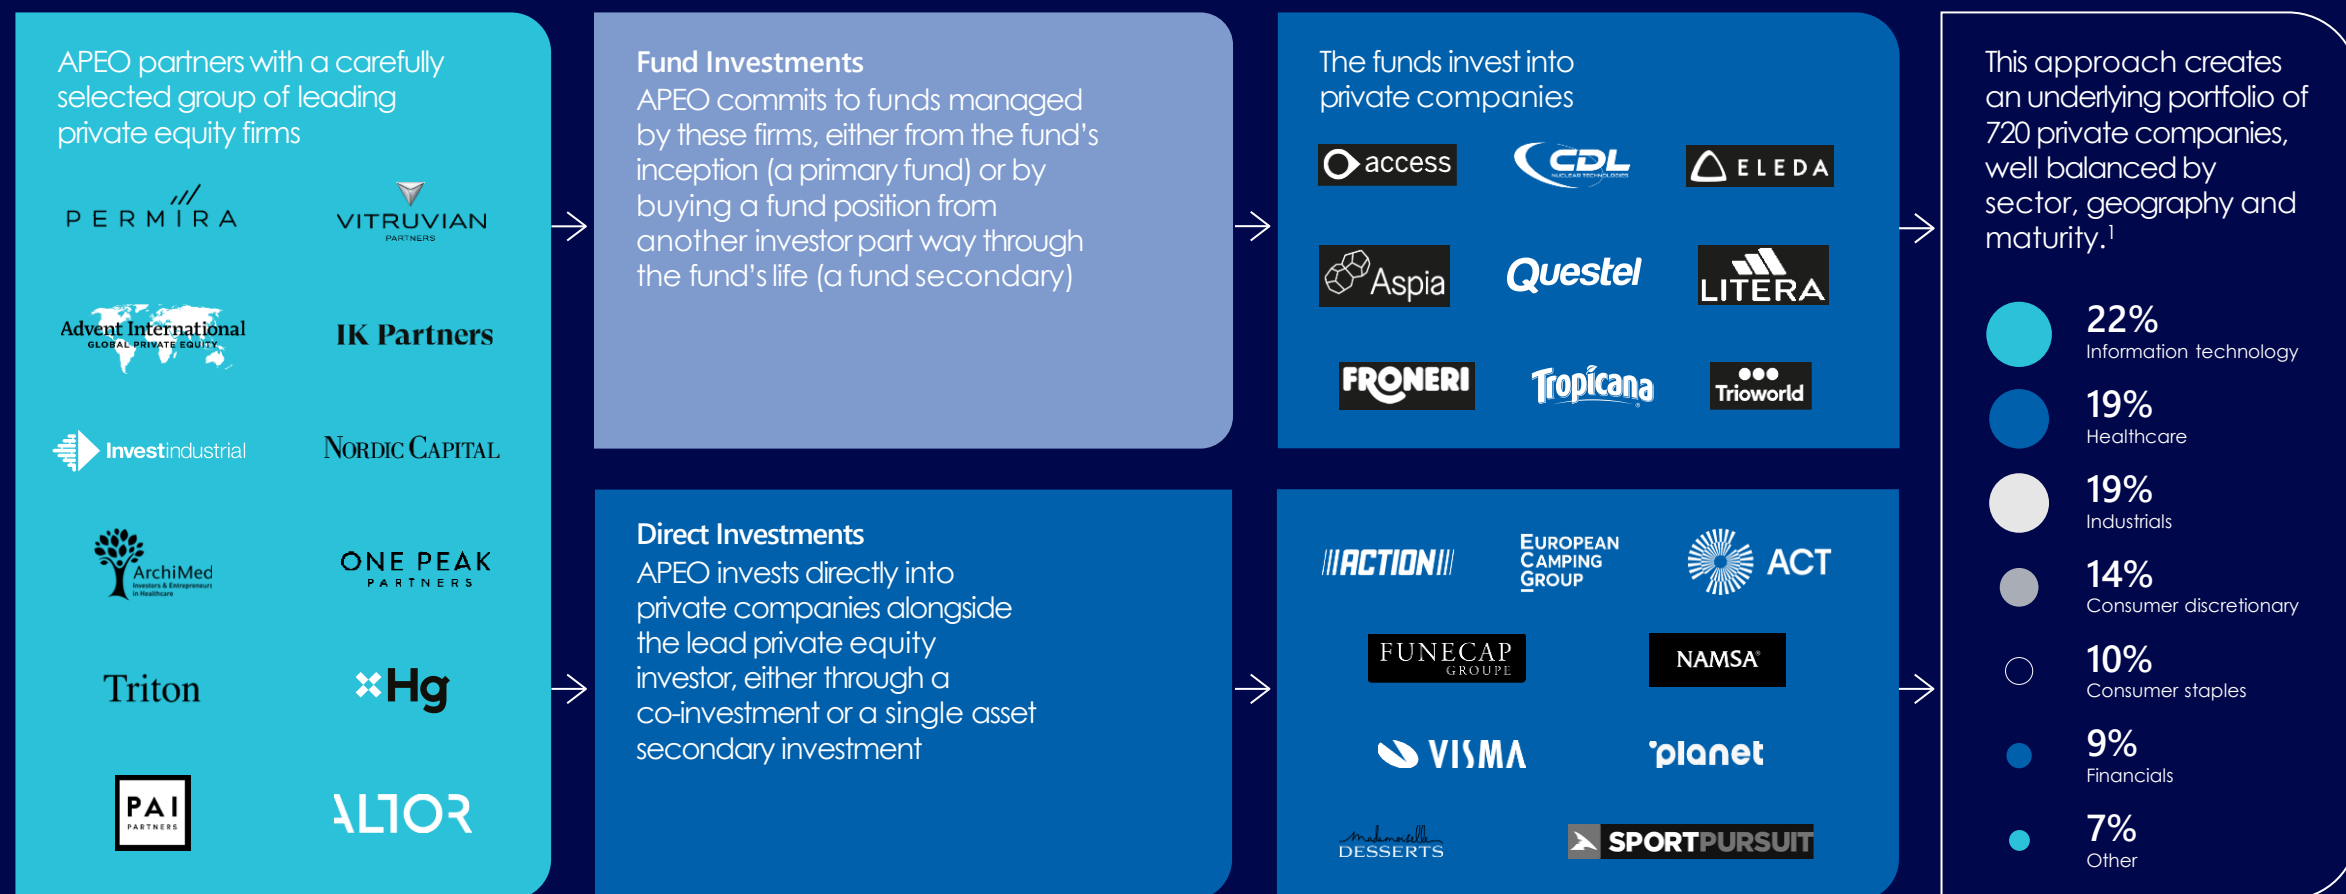 APEO partners with a carefully
selected group of leading
private equity firms
PERMIRA
VITRUVIAN
PARTNERS
Advent International
GLOBAL PRIVATE EQUITY
IK Partners
Investindustrial
NORDIC CAPITAL
ArchiMed
Investors & Entrepreneurs
in Healthcare
ONE PEAK
PARTNERS
Triton
Hg
PAI
PARTNERS
ALTOR
Fund Investments
APEO commits to funds managed
by these firms, either from the fund's
inception (a primary fund) or by
buying a fund position from
another investor part way through
the fund's life (a fund secondary)
Direct Investments
APEO invests directly into
private companies alongside
the lead private equity
investor, either through a
co-investment or a single asset
secondary investment
The funds invest into
private companies
access
CDL
NUCLEAR TECHNOLOGIES
ELEDA
Aspia
Questel
LITERA
FRONERI
Tropicana
Trioworld
ACTION
EUROPEAN
CAMPING
GROUP
ACT
FUNECAP
GROUPE
NAMSA®
VISMA
planet
Mademoiselle
DESSERTS
SPORTPURSUIT
This approach creates
an underlying portfolio of
720 private companies,
well balanced by
sector, geography and
maturity.¹
22%
Information technology
19%
Healthcare
19%
Industrials
14%
Consumer discretionary
10%
Consumer staples
9%
Financials
7%
Other